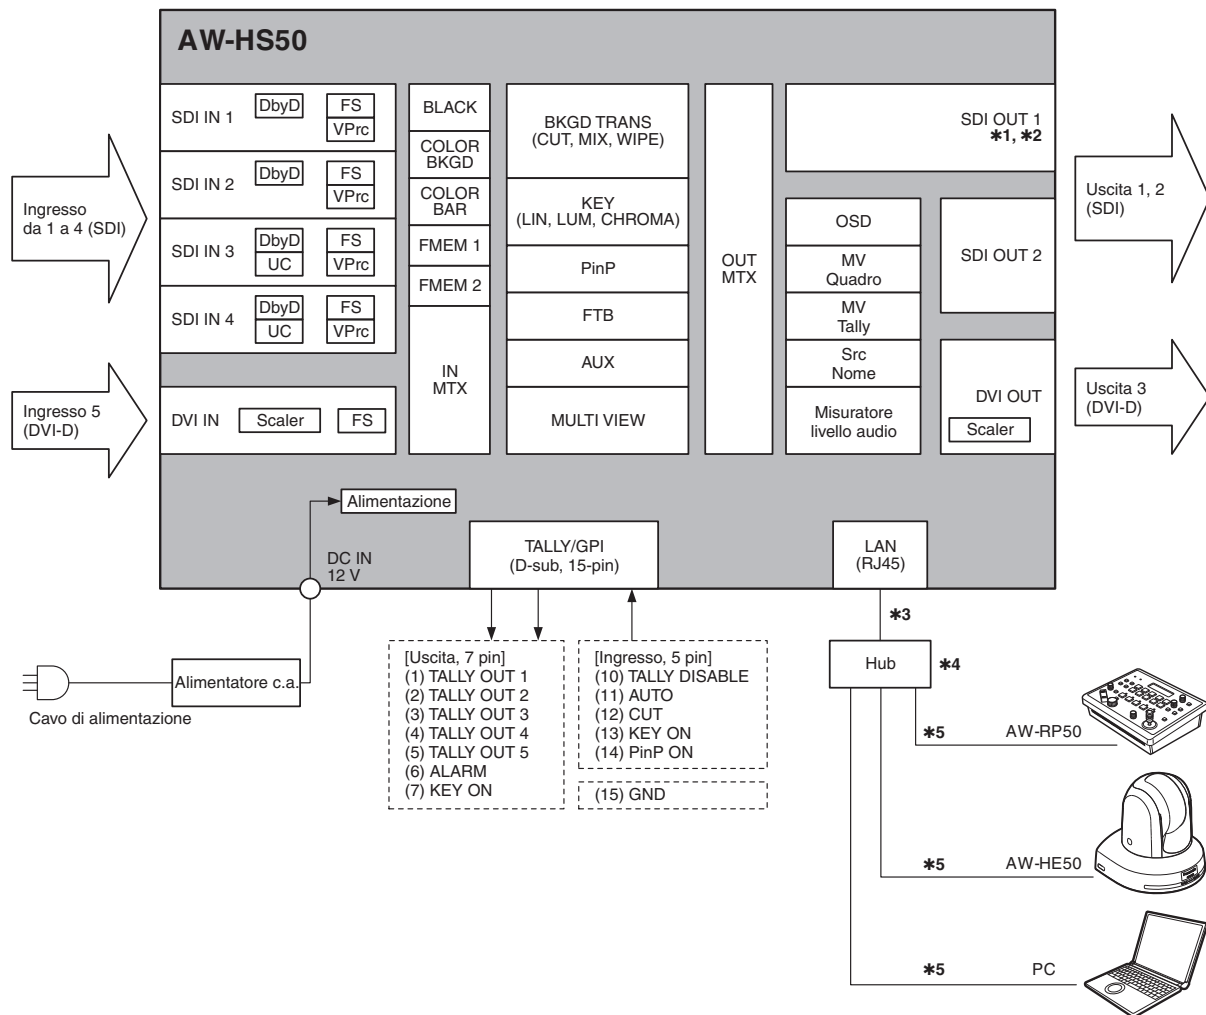 AW-HS50
SDI IN 1
DbyD
FS
VPrc
SDI IN 2
DbyD
FS
VPrc
SDI IN 3
DbyD
UC
FS
VPrc
SDI IN 4
DbyD
UC
FS
VPrc
DVI IN
Scaler
FS
BLACK
COLOR
BKGD
COLOR
BAR
FMEM 1
FMEM 2
IN
MTX
BKGD TRANS
(CUT, MIX, WIPE)
KEY
(LIN, LUM, CHROMA)
PinP
FTB
AUX
MULTI VIEW
OUT
MTX
SDI OUT 1
∗1, ∗2
OSD
MV
Quadro
MV
Tally
Src
Nome
Misuratore
livello audio
SDI OUT 2
DVI OUT
Scaler
Ingresso
da 1 a 4 (SDI)
Ingresso 5
(DVI-D)
Uscita 1, 2
(SDI)
Uscita 3
(DVI-D)
Alimentazione
DC IN
12 V
TALLY/GPI
(D-sub, 15-pin)
LAN
(RJ45)
∗3
Hub
∗4
Alimentatore c.a.
Cavo di alimentazione
[Uscita, 7 pin]
(1) TALLY OUT 1
(2) TALLY OUT 2
(3) TALLY OUT 3
(4) TALLY OUT 4
(5) TALLY OUT 5
(6) ALARM
(7) KEY ON
[Ingresso, 5 pin]
(10) TALLY DISABLE
(11) AUTO
(12) CUT
(13) KEY ON
(14) PinP ON
(15) GND
∗5 AW-RP50
∗5 AW-HE50
∗5 PC